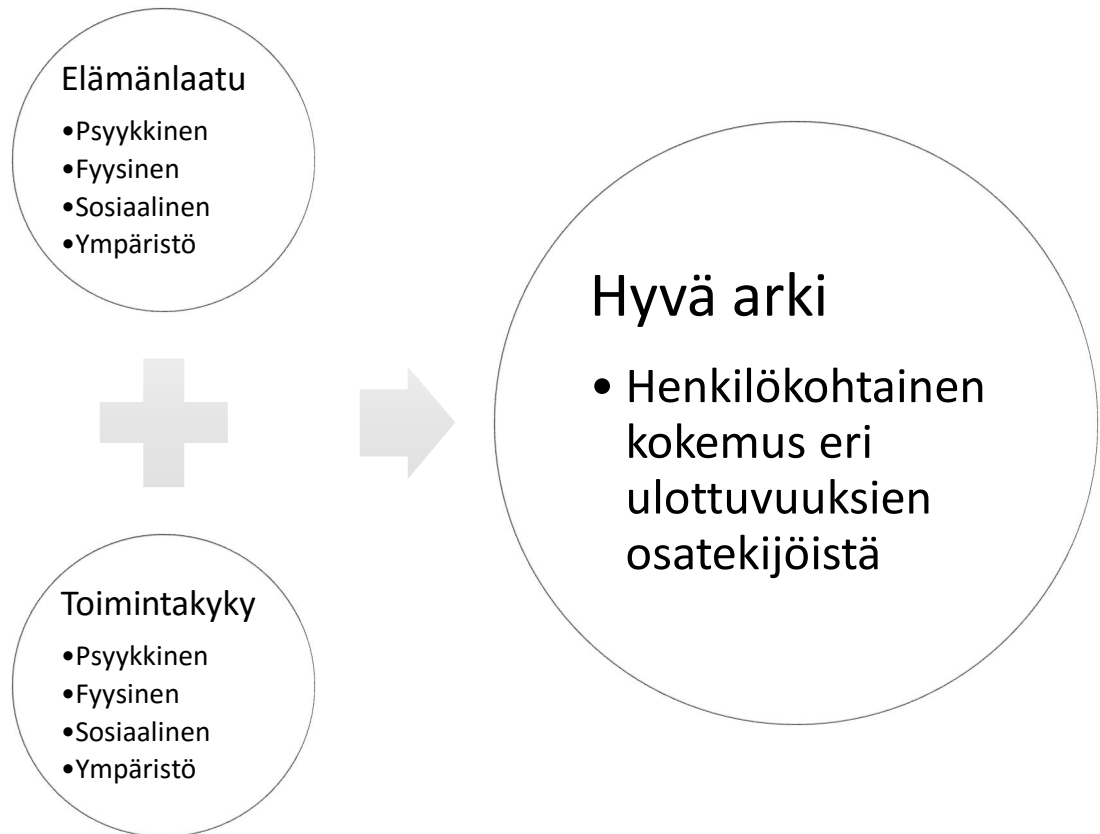 Elämänlaatu
•Psyykkinen
•Fyysinen
•Sosiaalinen
•Ympäristö
Toimintakyky
•Psyykkinen
•Fyysinen
•Sosiaalinen
•Ympäristö
Hyvä arki
• Henkilökohtainen
kokemus eri
ulottuvuuksien
osatekijöistä